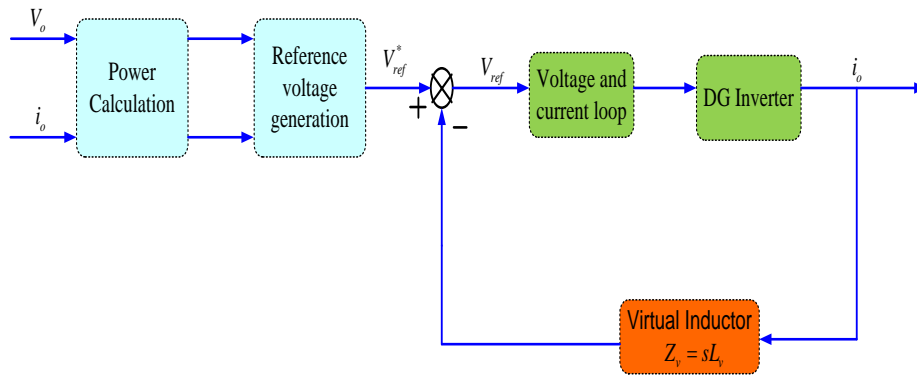 V_o
i_o
Power
Calculation
Reference
voltage
generation
V_ref^*
+
−
V_ref
Voltage and
current loop
DG Inverter
i_o
Virtual Inductor
Z_v = sL_v